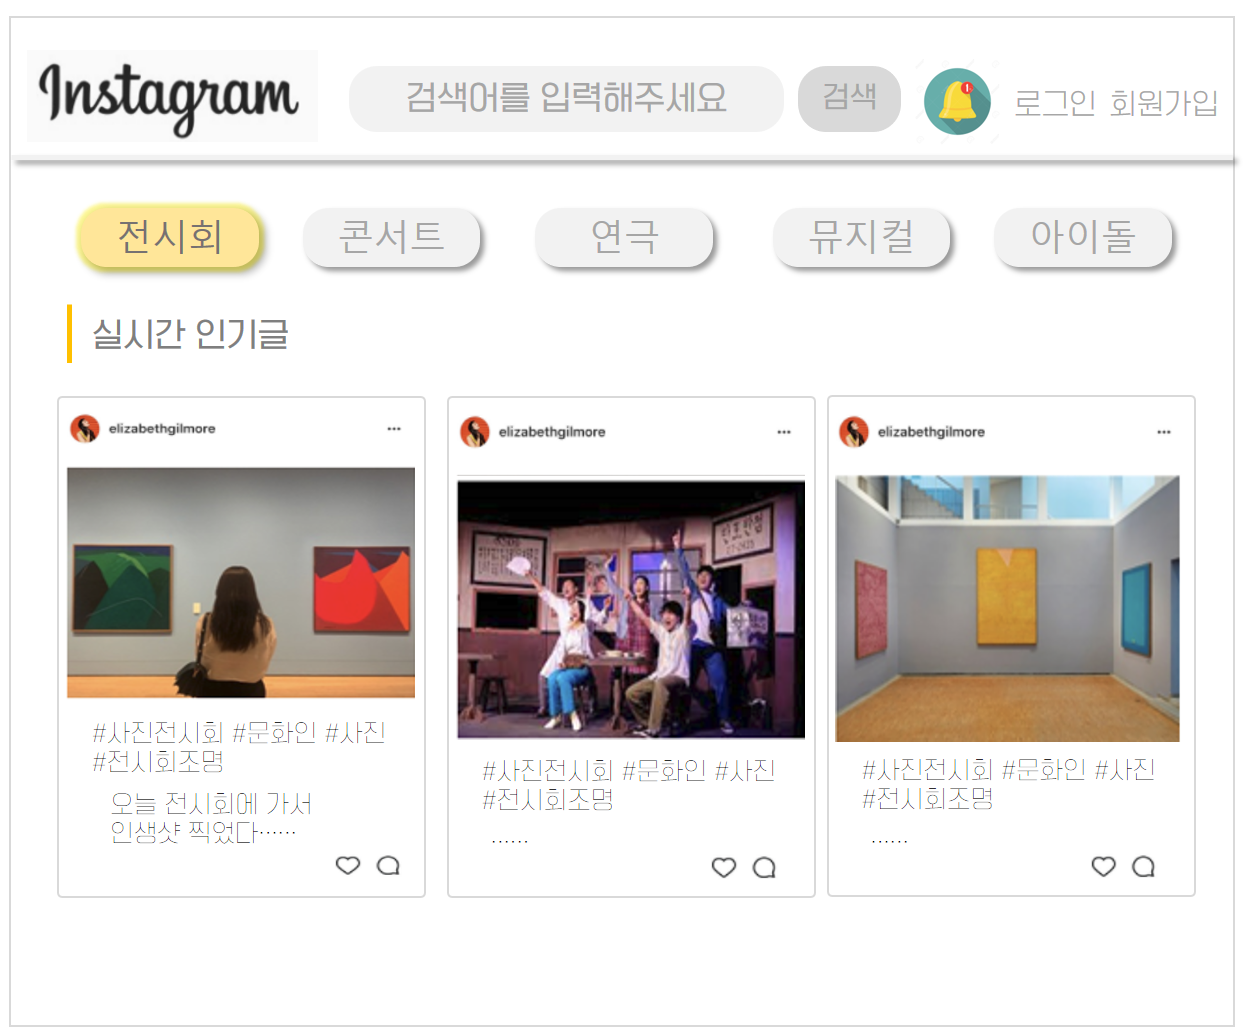 Instagram
검색어를 입력해주세요
검색
로그인 회원가입
전시회
콘서트
연극
뮤지컬
아이돌
실시간 인기글
elizabethgilmore
#사진전시회 #문화인 #사진
#전시회조명
오늘 전시회에 가서
인생샷 찍었다……
elizabethgilmore
#사진전시회 #문화인 #사진
#전시회조명
……
elizabethgilmore
#사진전시회 #문화인 #사진
#전시회조명
……